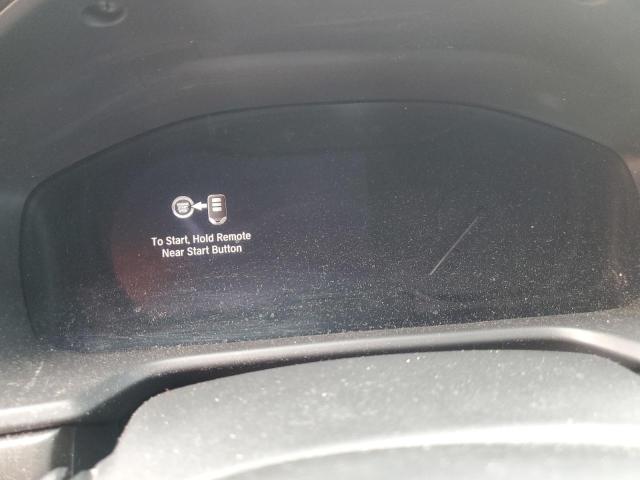 To Start, Hold Remote
Near Start Button